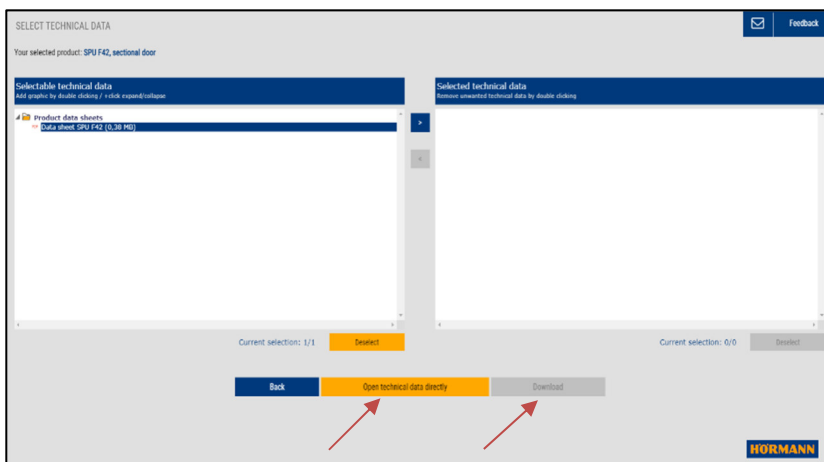 SELECT TECHNICAL DATA
Feedback
Your selected product: SPU F42, sectional door
Selectable technical data
Add graphic by double clicking / +click expand/collapse
Selected technical data
Remove unwanted technical data by double clicking
Product data sheets
Data sheet SPU F42 (0,38 MB)
>
<
Current selection: 1/1
Deselect
Current selection: 0/0
Deselect
Back
Open technical data directly
Download
HÖRMANN